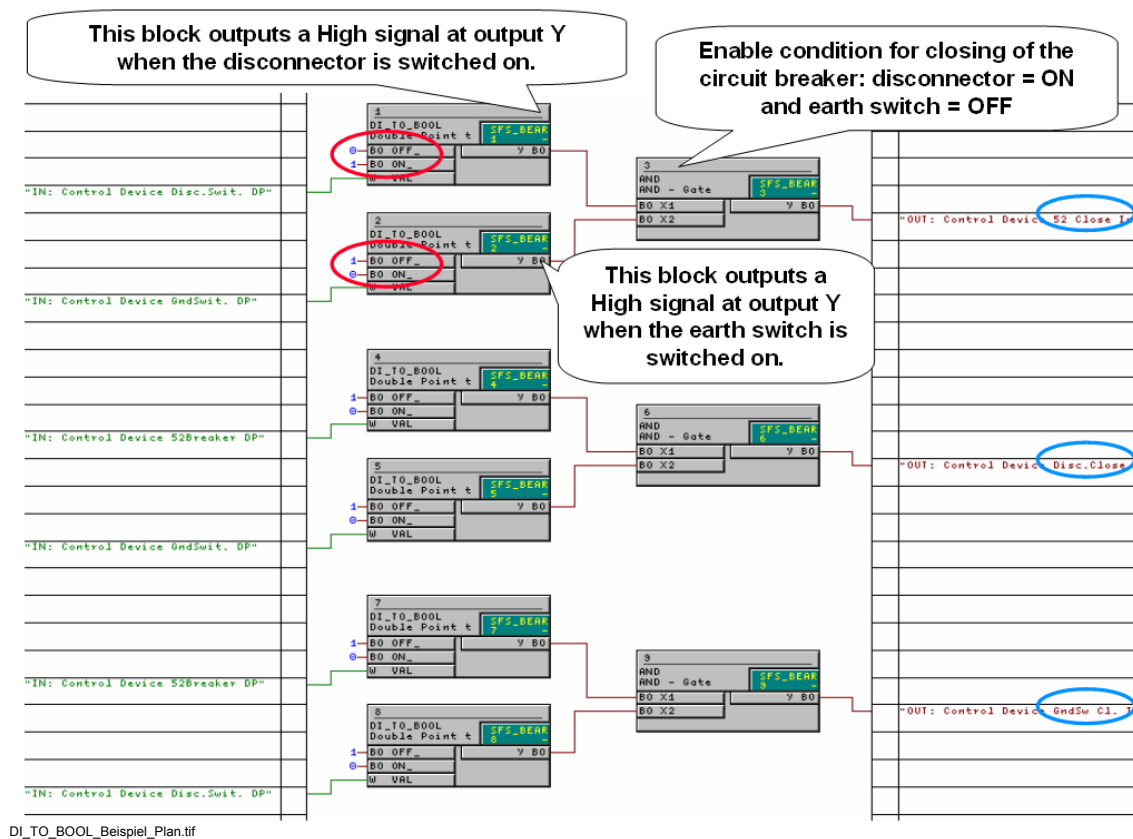 This block outputs a High signal at output Y
when the disconnector is switched on.
Enable condition for closing of the
circuit breaker: disconnector = ON
and earth switch = OFF
1
DI_TO_BOOL
Double Point t
SFS_BEAR
1 -
0 BO OFF_ Y BO
1 BO ON_
W VAL
"IN: Control Device Disc.Swit. DP"
3
AND
AND - Gate
SFS_BEAR
3 -
BO X1 Y BO
BO X2
"OUT: Control Device 52 Close
2
DI_TO_BOOL
Double Point t
SFS_BEAR
2 -
1 BO OFF_ Y BO
0 BO ON_
W VAL
"IN: Control Device GndSwit. DP"
This block outputs a
High signal at output Y
when the earth switch is
switched on.
4
DI_TO_BOOL
Double Point t
SFS_BEAR
4 -
1 BO OFF_ Y BO
0 BO ON_
W VAL
"IN: Control Device 52Breaker DP"
6
AND
AND - Gate
SFS_BEAR
6 -
BO X1 Y BO
BO X2
"OUT: Control Device Disc.Close
5
DI_TO_BOOL
Double Point t
SFS_BEAR
5 -
1 BO OFF_ Y BO
0 BO ON_
W VAL
"IN: Control Device GndSwit. DP"
7
DI_TO_BOOL
Double Point t
SFS_BEAR
7 -
1 BO OFF_ Y BO
0 BO ON_
W VAL
"IN: Control Device 52Breaker DP"
9
AND
AND - Gate
SFS_BEAR
9 -
BO X1 Y BO
BO X2
"OUT: Control Device GndSw Cl.
8
DI_TO_BOOL
Double Point t
SFS_BEAR
8 -
1 BO OFF_ Y BO
0 BO ON_
W VAL
"IN: Control Device Disc.Swit. DP"
DI_TO_BOOL_Beispiel_Plan.tif